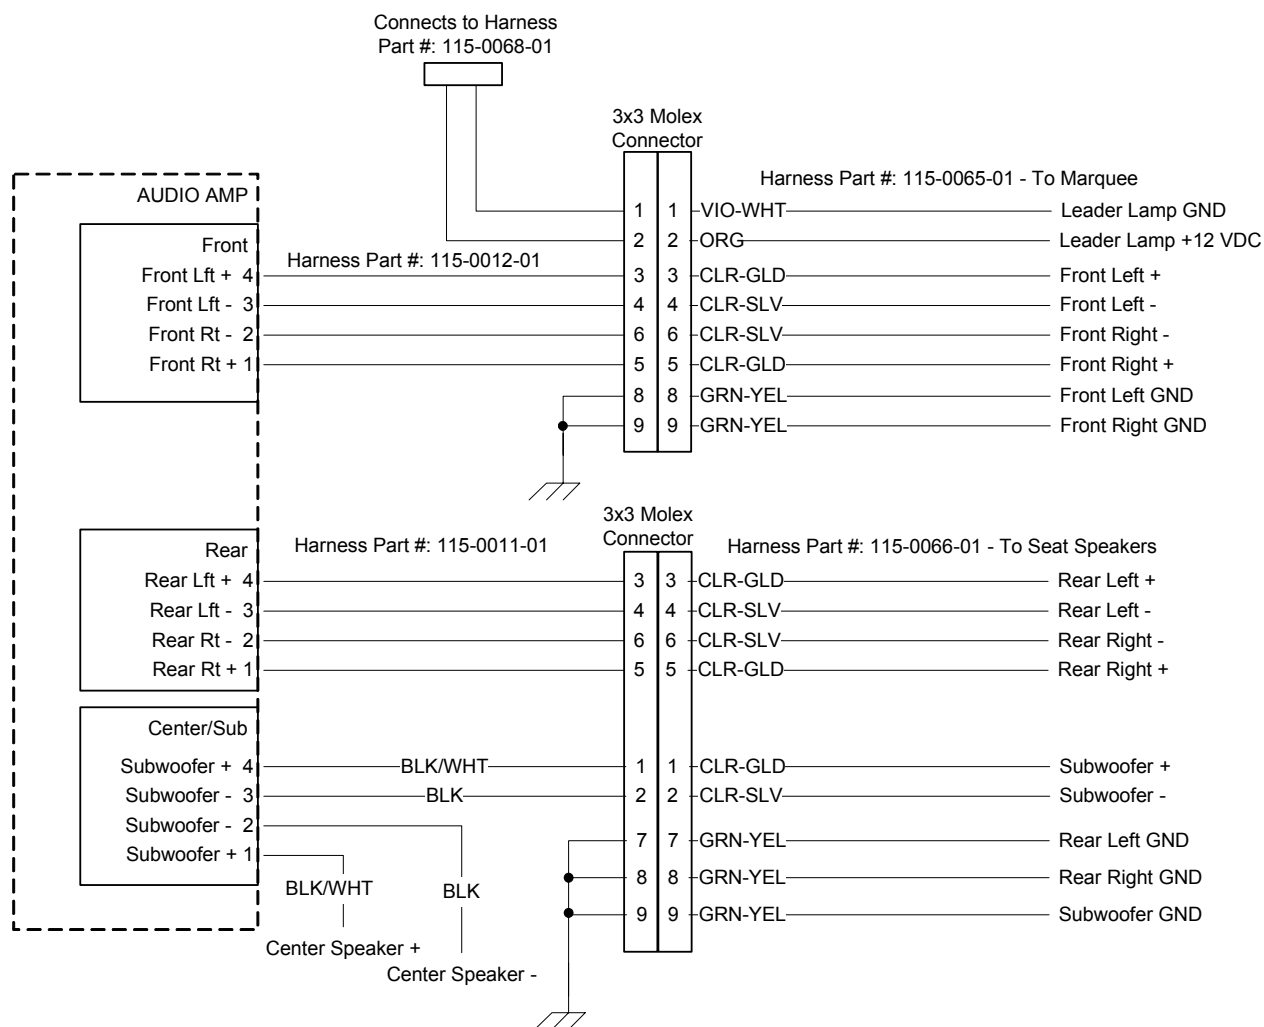 Connects to Harness
Part #: 115-0068-01
3x3 Molex
Connector
Harness Part #: 115-0065-01 - To Marquee
AUDIO AMP
1 1 VIO-WHT Leader Lamp GND
2 2 ORG Leader Lamp +12 VDC
Front
Harness Part #: 115-0012-01
Front Lft + 4 3 3 CLR-GLD Front Left +
Front Lft - 3 4 4 CLR-SLV Front Left -
Front Rt - 2 6 6 CLR-SLV Front Right -
Front Rt + 1 5 5 CLR-GLD Front Right +
8 8 GRN-YEL Front Left GND
9 9 GRN-YEL Front Right GND
3x3 Molex
Connector
Harness Part #: 115-0011-01
Harness Part #: 115-0066-01 - To Seat Speakers
Rear
Rear Lft + 4 3 3 CLR-GLD Rear Left +
Rear Lft - 3 4 4 CLR-SLV Rear Left -
Rear Rt - 2 6 6 CLR-SLV Rear Right -
Rear Rt + 1 5 5 CLR-GLD Rear Right +
Center/Sub
Subwoofer + 4 BLK/WHT 1 1 CLR-GLD Subwoofer +
Subwoofer - 3 BLK 2 2 CLR-SLV Subwoofer -
Subwoofer - 2
Subwoofer + 1
7 7 GRN-YEL Rear Left GND
8 8 GRN-YEL Rear Right GND
9 9 GRN-YEL Subwoofer GND
BLK/WHT
BLK
Center Speaker +
Center Speaker -